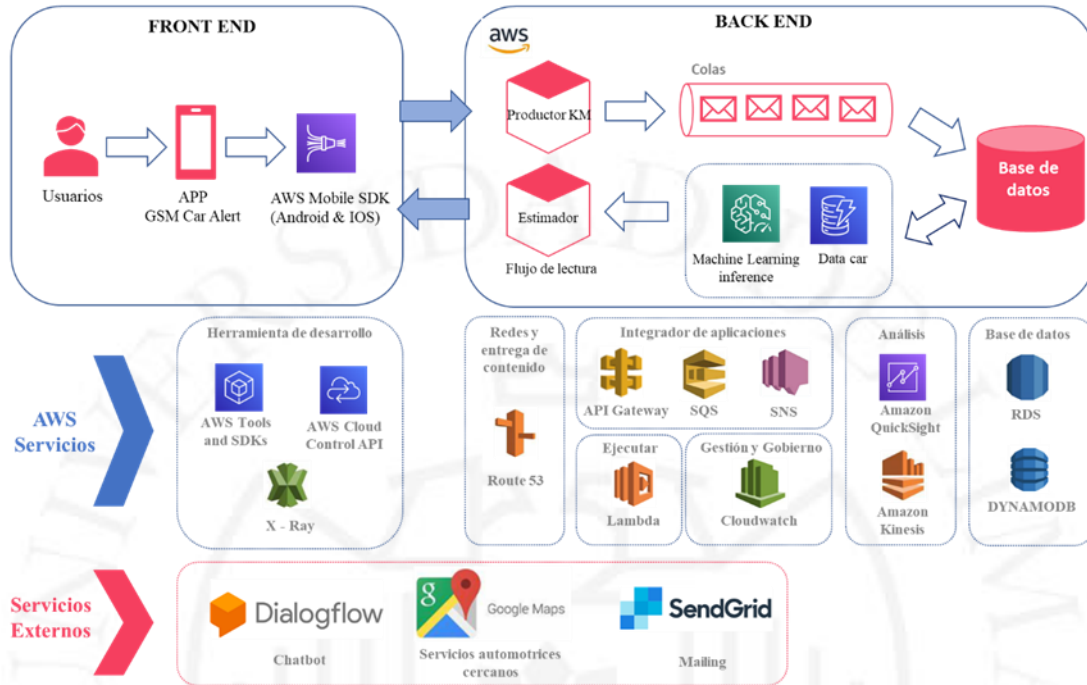 FRONT END
Usuarios
APP
GSM Car Alert
AWS Mobile SDK
(Android & IOS)
BACK END
aws
Productor KM
Colas
Base de
datos
Estimador
Flujo de lectura
Machine Learning
inference
Data car
AWS
Servicios
Herramienta de desarrollo
AWS Tools
and SDKs
AWS Cloud
Control API
X - Ray
Redes y
entrega de
contenido
Route 53
Integrador de aplicaciones
API Gateway
SQS
SNS
Ejecutar
Lambda
Gestión y Gobierno
Cloudwatch
Análisis
Amazon
QuickSight
Amazon
Kinesis
Base de datos
RDS
DYNAMODB
Servicios
Externos
Dialogflow
Chatbot
g
Google Maps
Servicios automotrices
cercanos
SendGrid
Mailing